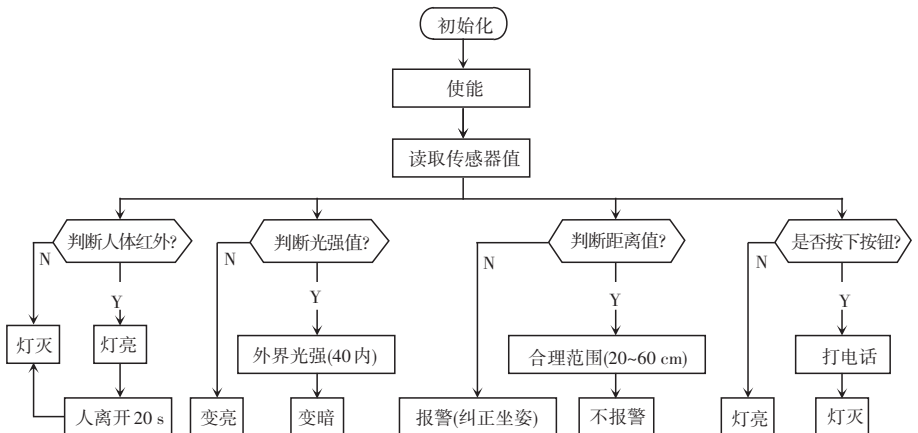 初始化
使能
读取传感器值
判断人体红外?
判断光强值?
判断距离值?
是否按下按钮?
N
N
N
N
Y
Y
Y
Y
灯灭
灯亮
外界光强(40内)
合理范围(20~60 cm)
打电话
人离开20 s
变亮
变暗
报警(纠正坐姿)
不报警
灯亮
灯灭